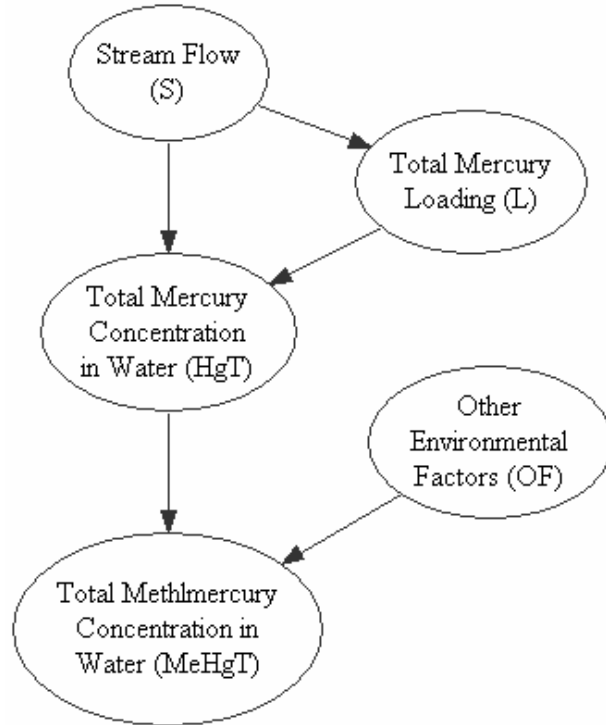 Stream Flow
(S)
Total Mercury
Loading (L)
Total Mercury
Concentration
in Water (HgT)
Other
Environmental
Factors (OF)
Total Methlmercury
Concentration in
Water (MeHgT)